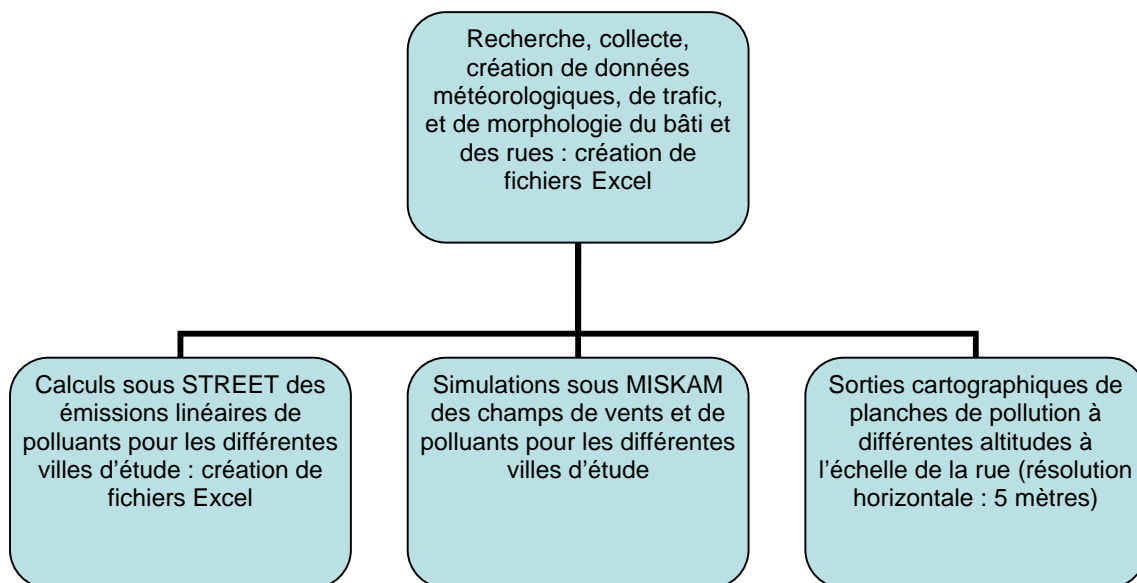 Recherche, collecte,
création de données
météorologiques, de trafic,
et de morphologie du bâti et
des rues : création de
fichiers Excel
Calculs sous STREET des
émissions linéaires de
polluants pour les différentes
villes d’étude : création de
fichiers Excel
Simulations sous MISKAM
des champs de vents et de
polluants pour les différentes
villes d’étude
Sorties cartographiques de
planches de pollution à
différentes altitudes à
l’échelle de la rue (résolution
horizontale : 5 mètres)